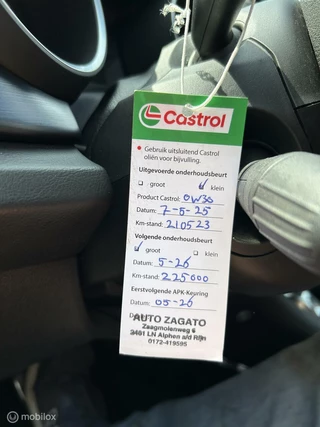 Castrol
Gebruik uitsluitend Castrol
oliën voor bijvulling.
Uitgevoerde onderhoudsbeurt
groot klein
Product Castrol: 0W30
Datum: 7-5-25
Km-stand: 210523
Volgende onderhoudsbeurt
groot klein
Datum: 5-26
Km-stand: 225000
Eerstvolgende APK-Keuring
Datum: 05-26
AUTO ZAGATO
Zaagmolenweg 6
2401 LN Alphen a/d Rijn
0172-419595
mobilox